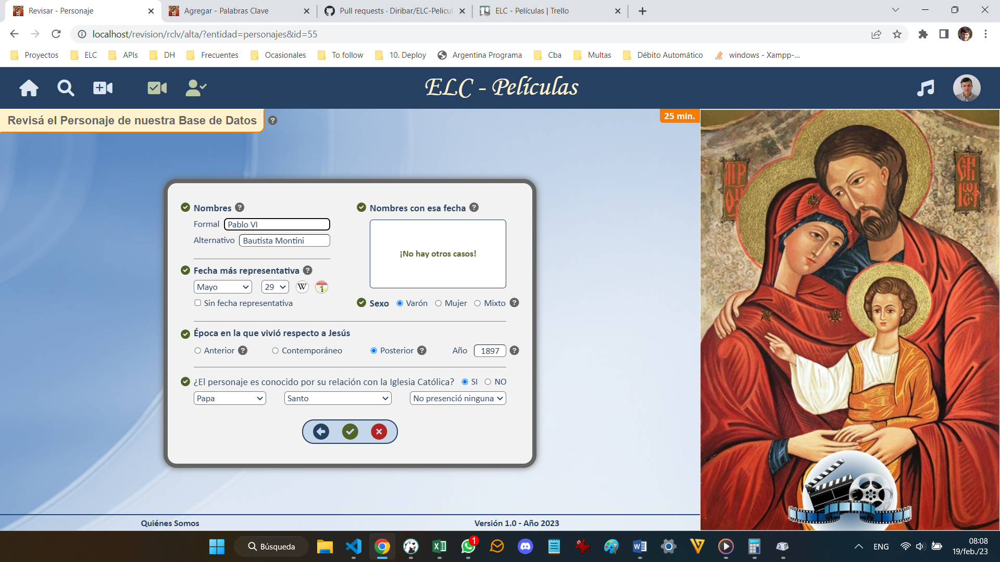 Revisar - Personaje
Agregar - Palabras Clave
Pull requests · Diribar/ELC-Pelicul
ELC - Películas | Trello
localhost/revision/rclv/alta/?entidad=personajes&id=55
Proyectos
ELC
APIs
DH
Frecuentes
Ocasionales
To follow
10. Deploy
Argentina Programa
Cba
Multas
Débito Automático
windows - Xampp-...
ELC - Películas
Revisá el Personaje de nuestra Base de Datos
25 min.
Nombres
Formal Pablo VI
Alternativo Bautista Montini
Nombres con esa fecha
¡No hay otros casos!
Fecha más representativa
Mayo 29 W
Sin fecha representativa
Sexo Varón Mujer Mixto
Época en la que vivió respecto a Jesús
Anterior Contemporáneo Posterior Año 1897
¿El personaje es conocido por su relación con la Iglesia Católica? SI NO
Papa Santo No presenció ninguna
Quiénes Somos
Versión 1.0 - Año 2023
Búsqueda
1
ENG
08:08
19/feb./23